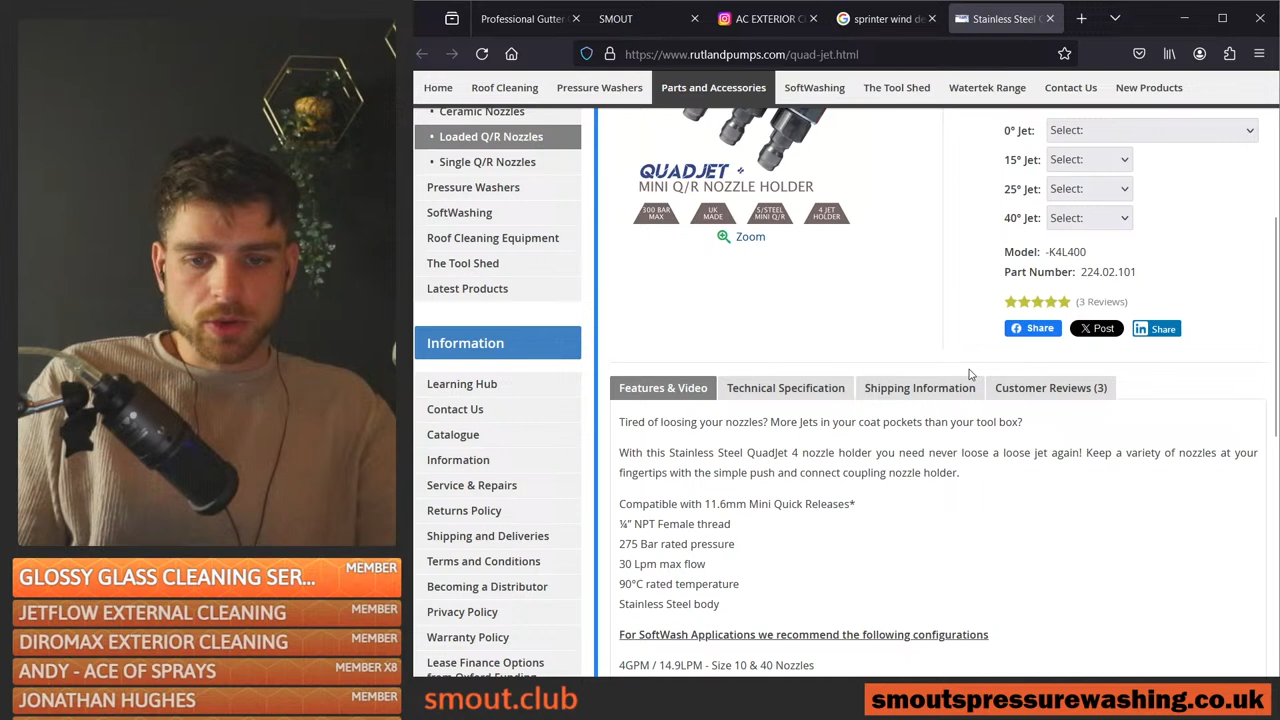 Professional Gutter
SMOUT
AC EXTERIOR C
sprinter wind de
Stainless Steel
https://www.rutlandpumps.com/quad-jet.html
Home
Roof Cleaning
Pressure Washers
Parts and Accessories
SoftWashing
The Tool Shed
Watertek Range
Contact Us
New Products
• Ceramic Nozzles
• Loaded Q/R Nozzles
• Single Q/R Nozzles
Pressure Washers
SoftWashing
Roof Cleaning Equipment
The Tool Shed
Latest Products
Information
Learning Hub
Contact Us
Catalogue
Information
Service & Repairs
Returns Policy
Shipping and Deliveries
Terms and Conditions
Becoming a Distributor
Privacy Policy
Warranty Policy
Lease Finance Options
from Oxford Funding
QUADJET +
MINI Q/R NOZZLE HOLDER
300 BAR
MAX
UK
MADE
S/STEEL
MINI Q/R
4 JET
HOLDER
Zoom
0° Jet: Select:
15° Jet: Select:
25° Jet: Select:
40° Jet: Select:
Model: -K4L400
Part Number: 224.02.101
(3 Reviews)
Share
Post
Share
Features & Video
Technical Specification
Shipping Information
Customer Reviews (3)
Tired of loosing your nozzles? More Jets in your coat pockets than your tool box?
With this Stainless Steel QuadJet 4 nozzle holder you need never loose a loose jet again! Keep a variety of nozzles at your
fingertips with the simple push and connect coupling nozzle holder.
Compatible with 11.6mm Mini Quick Releases*
¼" NPT Female thread
275 Bar rated pressure
30 Lpm max flow
90°C rated temperature
Stainless Steel body
For SoftWash Applications we recommend the following configurations
4GPM / 14.9LPM - Size 10 & 40 Nozzles
GLOSSY GLASS CLEANING SER... MEMBER
JETFLOW EXTERNAL CLEANING MEMBER
DIROMAX EXTERIOR CLEANING MEMBER
ANDY - ACE OF SPRAYS MEMBER X8
JONATHAN HUGHES MEMBER
smout.club
smoutspressurewashing.co.uk